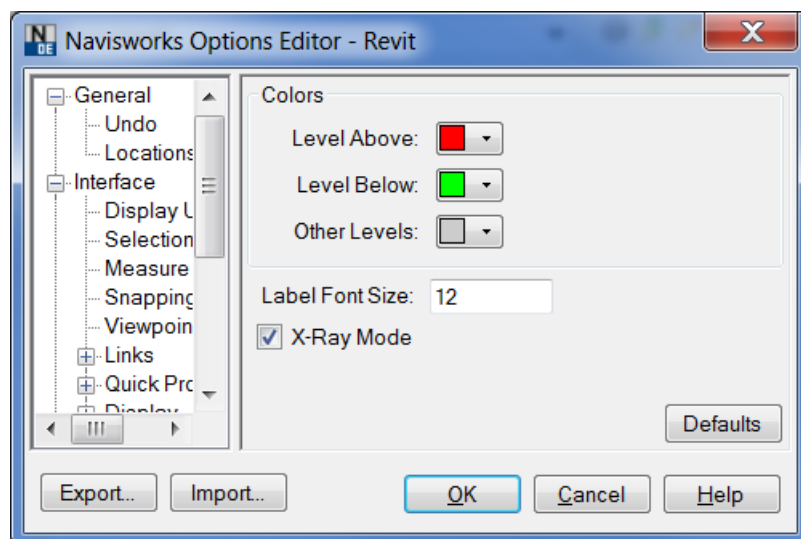 Navisworks Options Editor - Revit
General
Undo
Locations
Interface
Display U
Selection
Measure
Snapping
Viewpoin
Links
Quick Pro
Display
Colors
Level Above:
Level Below:
Other Levels:
Label Font Size: 12
X-Ray Mode
Defaults
Export...
Import...
OK
Cancel
Help